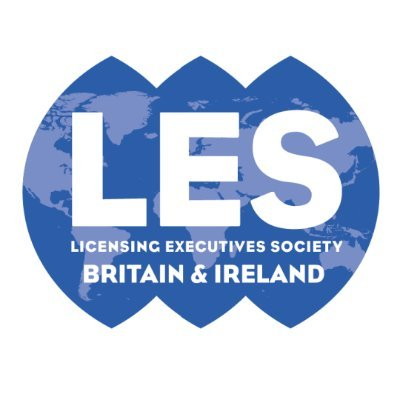 LES
LICENSING EXECUTIVES SOCIETY
BRITAIN & IRELAND